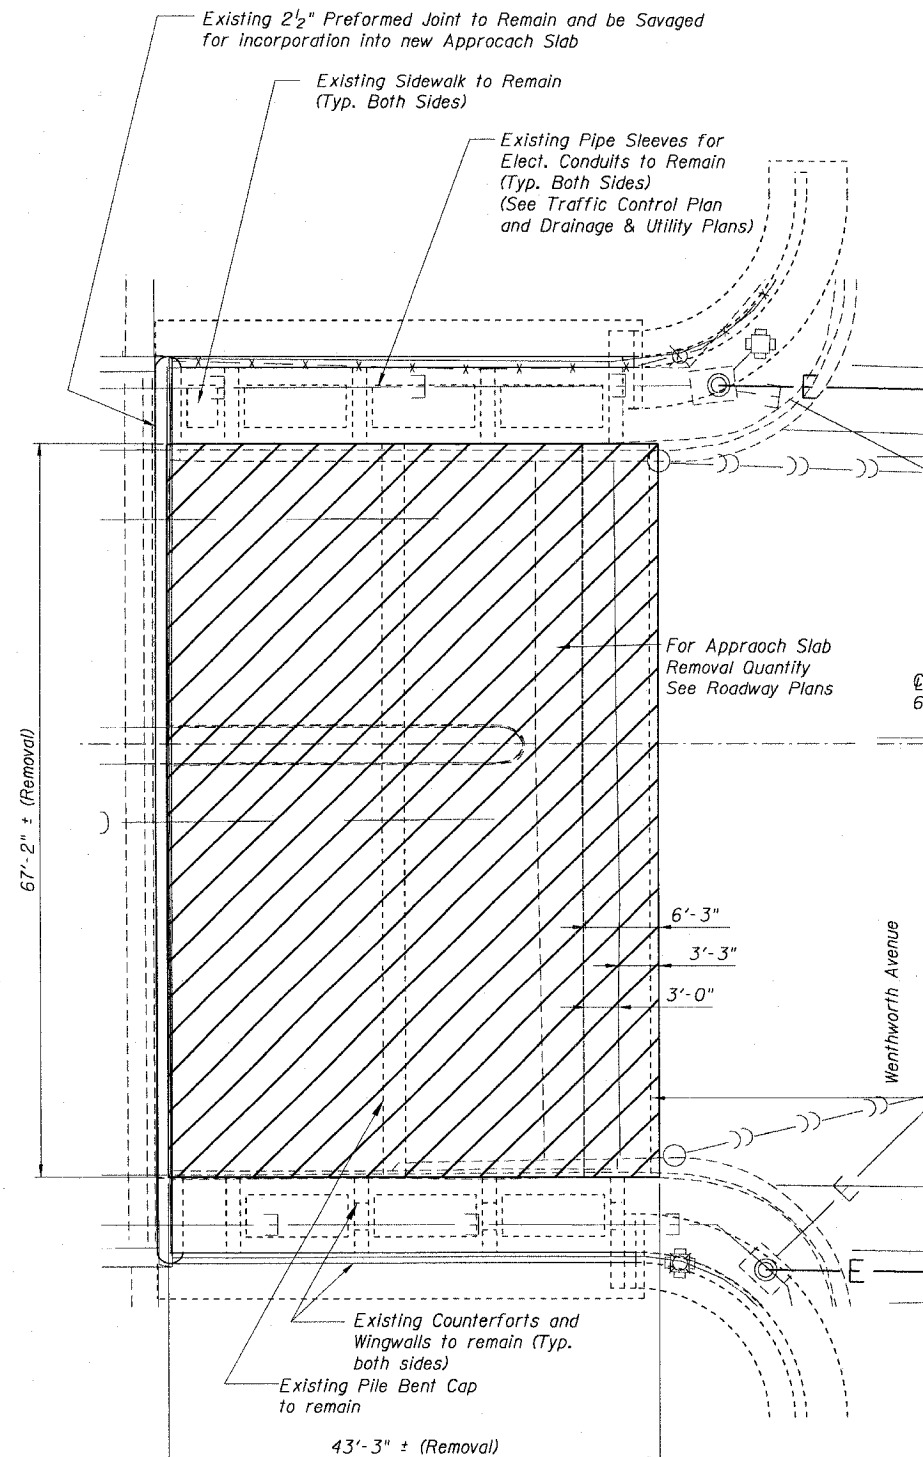 Existing 2½" Preformed Joint to Remain and be Savaged
for incorporation into new Approcach Slab
Existing Sidewalk to Remain
(Typ. Both Sides)
Existing Pipe Sleeves for
Elect. Conduits to Remain
(Typ. Both Sides)
(See Traffic Control Plan
and Drainage & Utility Plans)
E
For Appraoch Slab
Removal Quantity
See Roadway Plans
℄
6
67'-2" ± (Removal)
6'-3"
3'-3"
3'-0"
Wenthworth Avenue
E
E
Existing Counterforts and
Wingwalls to remain (Typ.
both sides)
Existing Pile Bent Cap
to remain
43'-3" ± (Removal)